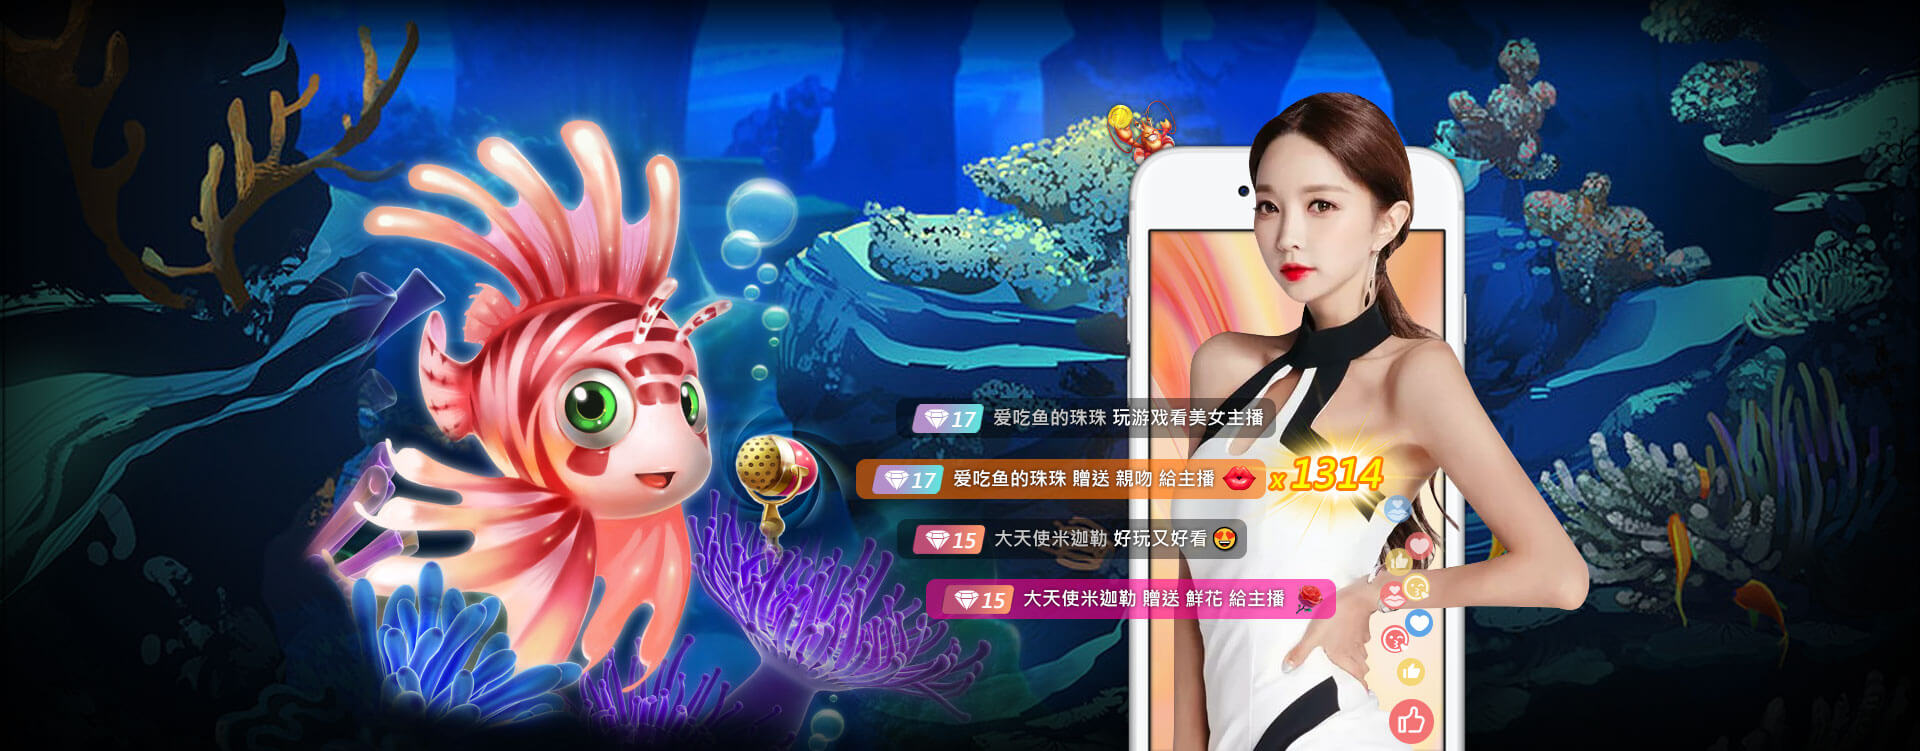 17 爱吃鱼的珠珠 玩游戏看美女主播
17 爱吃鱼的珠珠 贈送 親吻 給主播 x1314
15 大天使米迦勒 好玩又好看
15 大天使米迦勒 贈送 鮮花 給主播